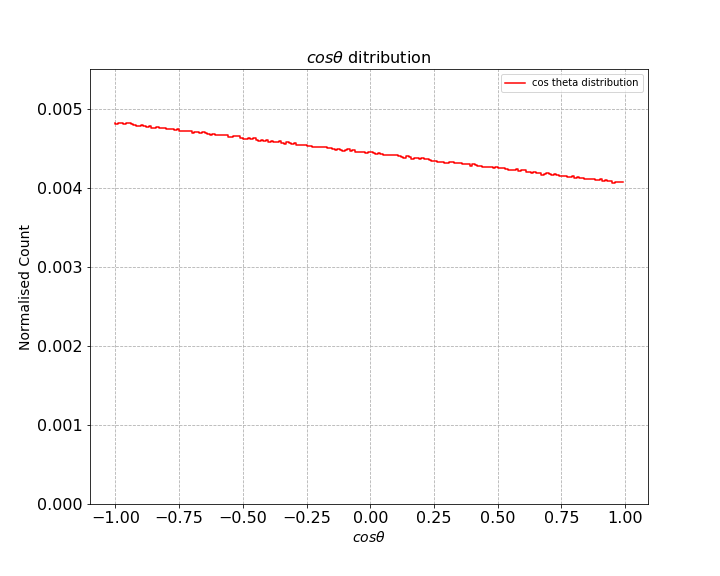 cosθ ditribution
cos theta distribution
0.005
0.004
0.003
0.002
0.001
0.000
Normalised Count
−1.00 −0.75 −0.50 −0.25 0.00 0.25 0.50 0.75 1.00
cosθ